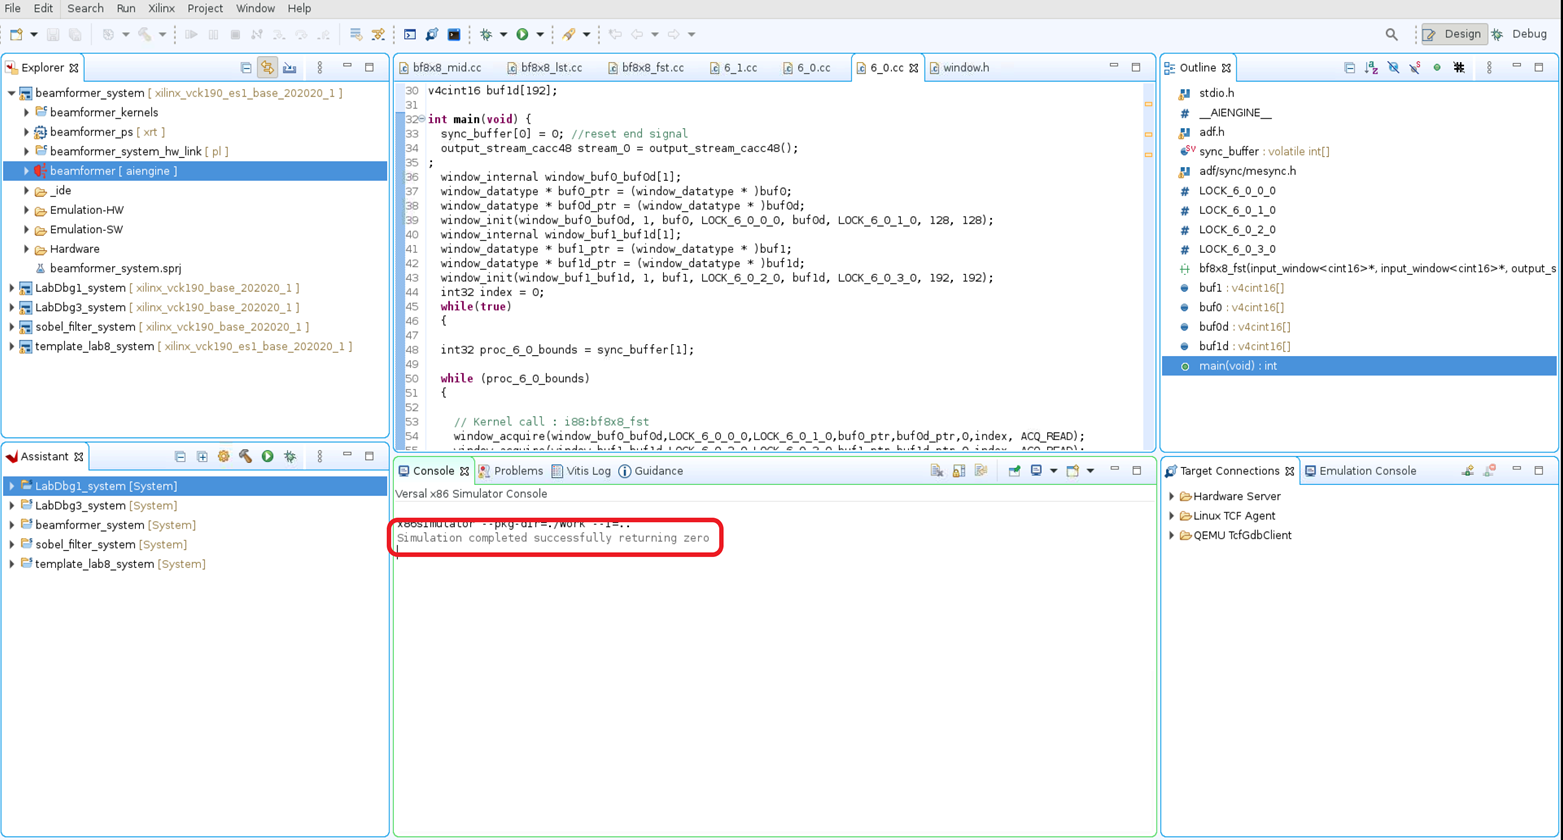 File Edit Search Run Xilinx Project Window Help
Design Debug
Explorer
beamformer_system [ xilinx_vck190_es1_base_202020_1 ]
beamformer_kernels
beamformer_ps [ xrt ]
beamformer_system_hw_link [ pl ]
beamformer [ aiengine ]
_ide
Emulation-HW
Emulation-SW
Hardware
beamformer_system.sprj
LabDbg1_system [ xilinx_vck190_base_202020_1 ]
LabDbg3_system [ xilinx_vck190_base_202020_1 ]
sobel_filter_system [ xilinx_vck190_base_202020_1 ]
template_lab8_system [ xilinx_vck190_es1_base_202020_1 ]
bf8x8_mid.cc bf8x8_lst.cc bf8x8_fst.cc 6_1.cc 6_0.cc 6_0.cc window.h
30 v4cint16 buf1d[192];
31
32 int main(void) {
33 sync_buffer[0] = 0; //reset end signal
34 output_stream_cacc48 stream_0 = output_stream_cacc48();
35 ;
36 window_internal window_buf0_buf0d[1];
37 window_datatype * buf0_ptr = (window_datatype * )buf0;
38 window_datatype * buf0d_ptr = (window_datatype * )buf0d;
39 window_init(window_buf0_buf0d, 1, buf0, LOCK_6_0_0_0, buf0d, LOCK_6_0_1_0, 128, 128);
40 window_internal window_buf1_buf1d[1];
41 window_datatype * buf1_ptr = (window_datatype * )buf1;
42 window_datatype * buf1d_ptr = (window_datatype * )buf1d;
43 window_init(window_buf1_buf1d, 1, buf1, LOCK_6_0_2_0, buf1d, LOCK_6_0_3_0, 192, 192);
44 int32 index = 0;
45 while(true)
46 {
47
48 int32 proc_6_0_bounds = sync_buffer[1];
49
50 while (proc_6_0_bounds)
51 {
52
53 // Kernel call : i88:bf8x8_fst
54 window_acquire(window_buf0_buf0d,LOCK_6_0_0_0,LOCK_6_0_1_0,buf0_ptr,buf0d_ptr,0,index, ACQ_READ);
Outline
stdio.h
__AIENGINE__
adf.h
sync_buffer : volatile int[]
adf/sync/mesync.h
LOCK_6_0_0_0
LOCK_6_0_1_0
LOCK_6_0_2_0
LOCK_6_0_3_0
bf8x8_fst(input_window<cint16>*, input_window<cint16>*, output_s
buf1 : v4cint16[]
buf0 : v4cint16[]
buf0d : v4cint16[]
buf1d : v4cint16[]
main(void) : int
Assistant
LabDbg1_system [System]
LabDbg3_system [System]
beamformer_system [System]
sobel_filter_system [System]
template_lab8_system [System]
Console Problems Vitis Log Guidance
Versal x86 Simulator Console
x86simulator --pkg-dir=./Work --i=..
Simulation completed successfully returning zero
Target Connections Emulation Console
Hardware Server
Linux TCF Agent
QEMU TcfGdbClient